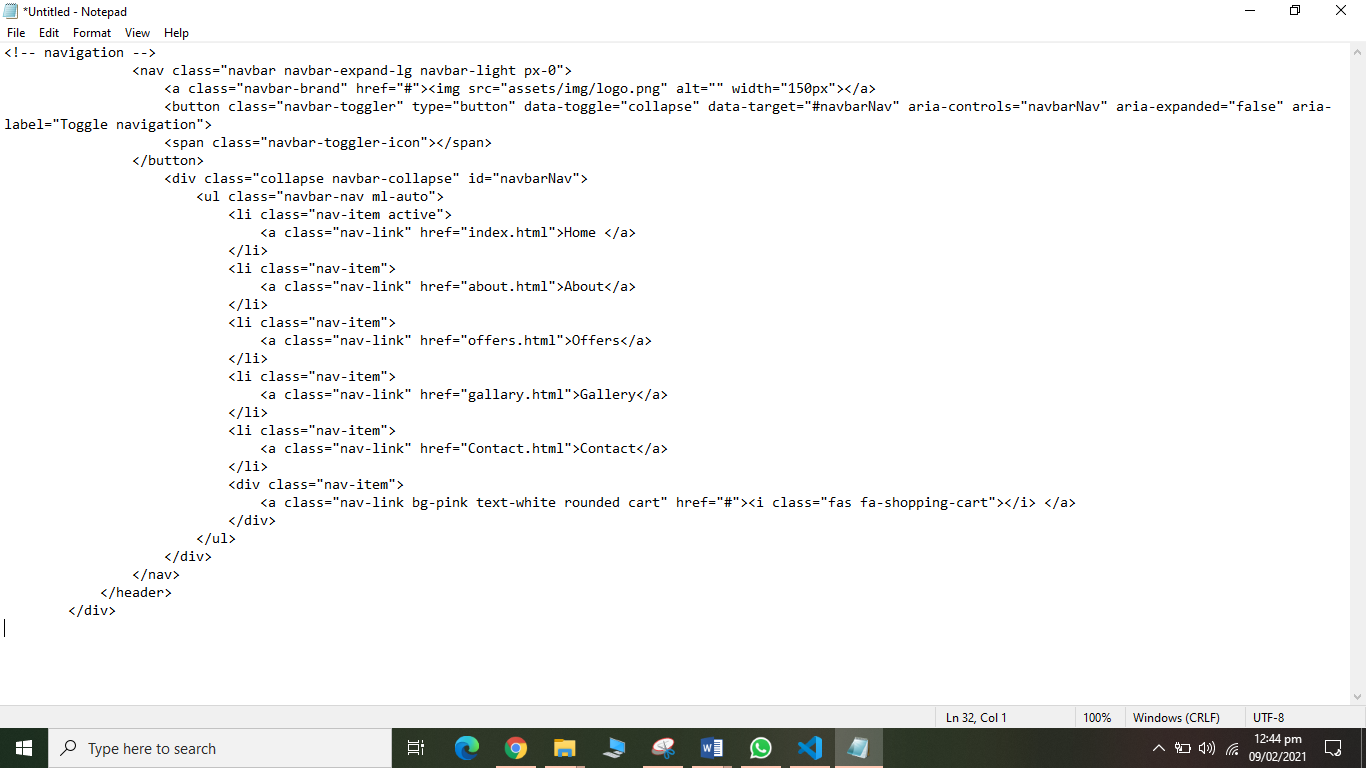 *Untitled - Notepad
File Edit Format View Help
<!-- navigation -->
                <nav class="navbar navbar-expand-lg navbar-light px-0">
                    <a class="navbar-brand" href="#"><img src="assets/img/logo.png" alt="" width="150px"></a>
                    <button class="navbar-toggler" type="button" data-toggle="collapse" data-target="#navbarNav" aria-controls="navbarNav" aria-expanded="false" aria-
label="Toggle navigation">
                    <span class="navbar-toggler-icon"></span>
                </button>
                    <div class="collapse navbar-collapse" id="navbarNav">
                        <ul class="navbar-nav ml-auto">
                            <li class="nav-item active">
                                <a class="nav-link" href="index.html">Home </a>
                            </li>
                            <li class="nav-item">
                                <a class="nav-link" href="about.html">About</a>
                            </li>
                            <li class="nav-item">
                                <a class="nav-link" href="offers.html">Offers</a>
                            </li>
                            <li class="nav-item">
                                <a class="nav-link" href="gallary.html">Gallery</a>
                            </li>
                            <li class="nav-item">
                                <a class="nav-link" href="Contact.html">Contact</a>
                            </li>
                            <div class="nav-item">
                                <a class="nav-link bg-pink text-white rounded cart" href="#"><i class="fas fa-shopping-cart"></i> </a>
                            </div>
                        </ul>
                    </div>
                </nav>
            </header>
        </div>
Ln 32, Col 1 100% Windows (CRLF) UTF-8
Type here to search
12:44 pm
09/02/2021